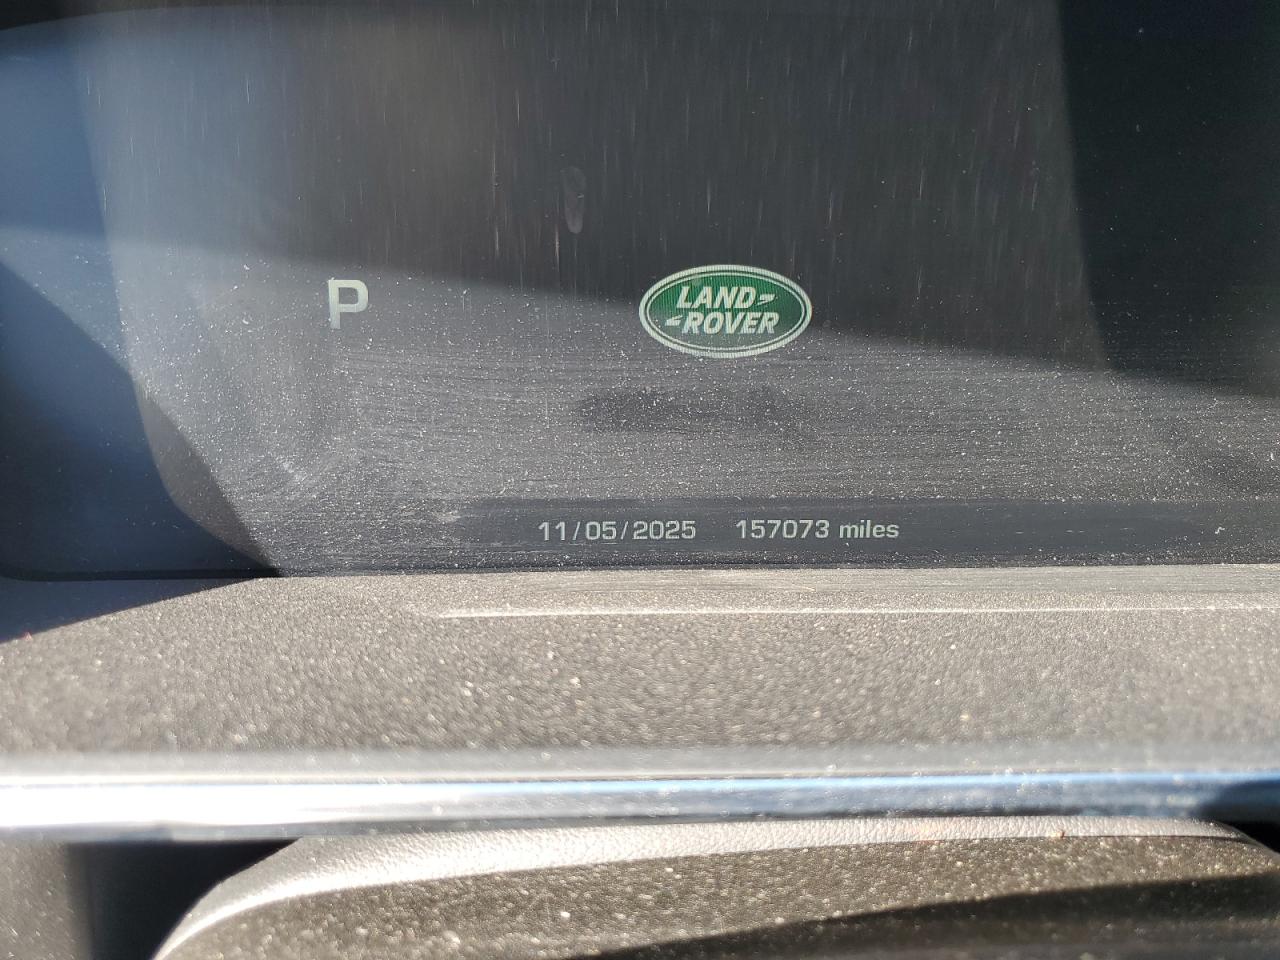 P
LAND-
-ROVER
11/05/2025 157073 miles